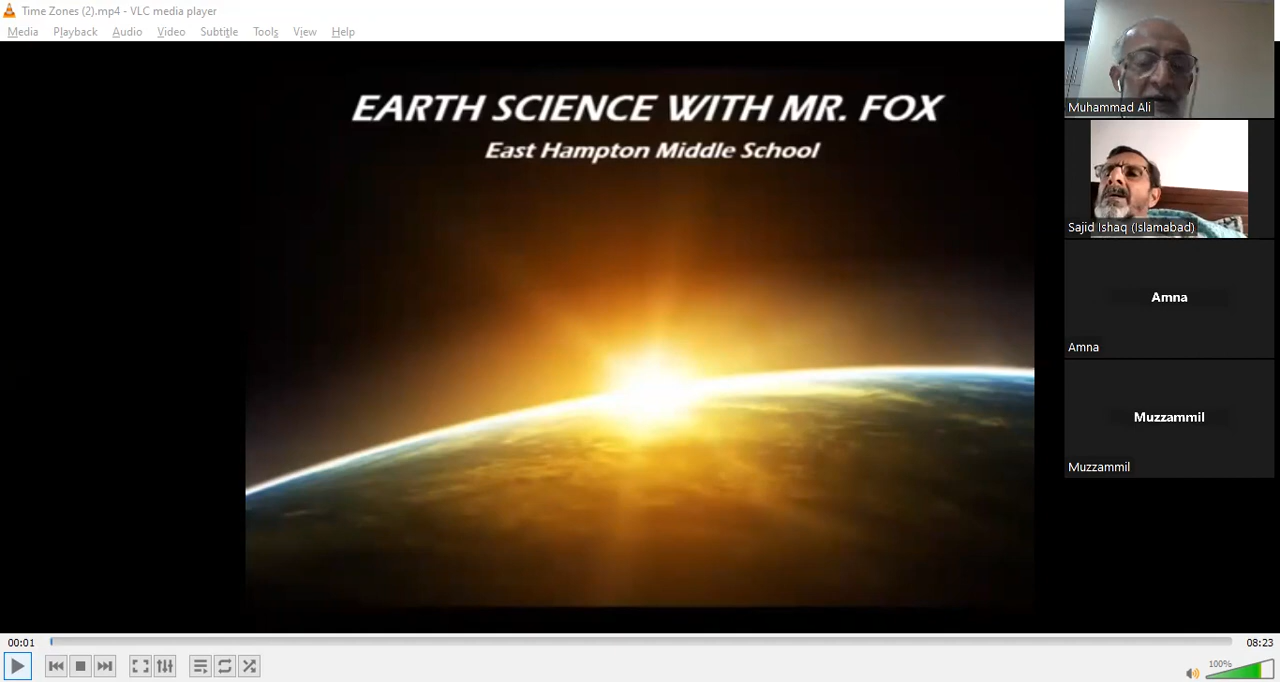 Time Zones (2).mp4 - VLC media player
Media Playback Audio Video Subtitle Tools View Help
EARTH SCIENCE WITH MR. FOX
East Hampton Middle School
Muhammad Ali
Sajid Ishaq (Islamabad)
Amna
Amna
Muzzammil
Muzzammil
00:01
08:23
100%